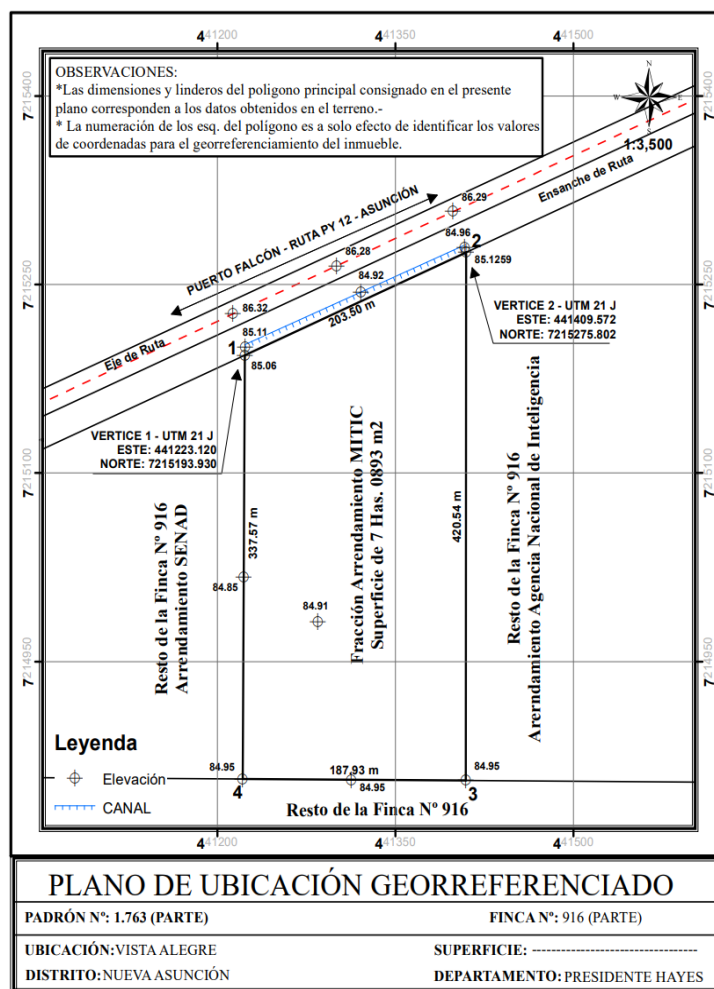 441200
441350
441500
OBSERVACIONES:
*Las dimensiones y linderos del poligono principal consignado en el presente
plano corresponden a los datos obtenidos en el terreno.-
* La numeración de los esq. del polígono es a solo efecto de identificar los valores
de coordenadas para el georreferenciamiento del inmueble.
N
W
E
S
1:3,500
7215400
7215400
Ensanche de Ruta
PUERTO FALCÓN - RUTA PY 12 - ASUNCIÓN
86.29
86.28
84.96
2
85.1259
7215250
7215250
84.92
203.50 m
86.32
Eje de Ruta
85.11
1
85.06
VERTICE 2 - UTM 21 J
ESTE: 441409.572
NORTE: 7215275.802
VERTICE 1 - UTM 21 J
ESTE: 441223.120
NORTE: 7215193.930
7215100
7215100
Resto de la Finca Nº 916
Arrendamiento SENAD
337.57 m
Fracción Arrendamiento MITIC
Superficie de 7 Has. 0893 m2
420.54 m
Resto de la Finca Nº 916
Arerndamiento Agencia Nacional de Inteligencia
84.85
84.91
7214950
7214950
Leyenda
Elevación
CANAL
84.95
4
187.93 m
84.95
84.95
3
Resto de la Finca Nº 916
441200
441350
441500
PLANO DE UBICACIÓN GEORREFERENCIADO
PADRÓN Nº: 1.763 (PARTE)
FINCA Nº: 916 (PARTE)
UBICACIÓN: VISTA ALEGRE
SUPERFICIE: ----------------------------------
DISTRITO: NUEVA ASUNCIÓN
DEPARTAMENTO: PRESIDENTE HAYES